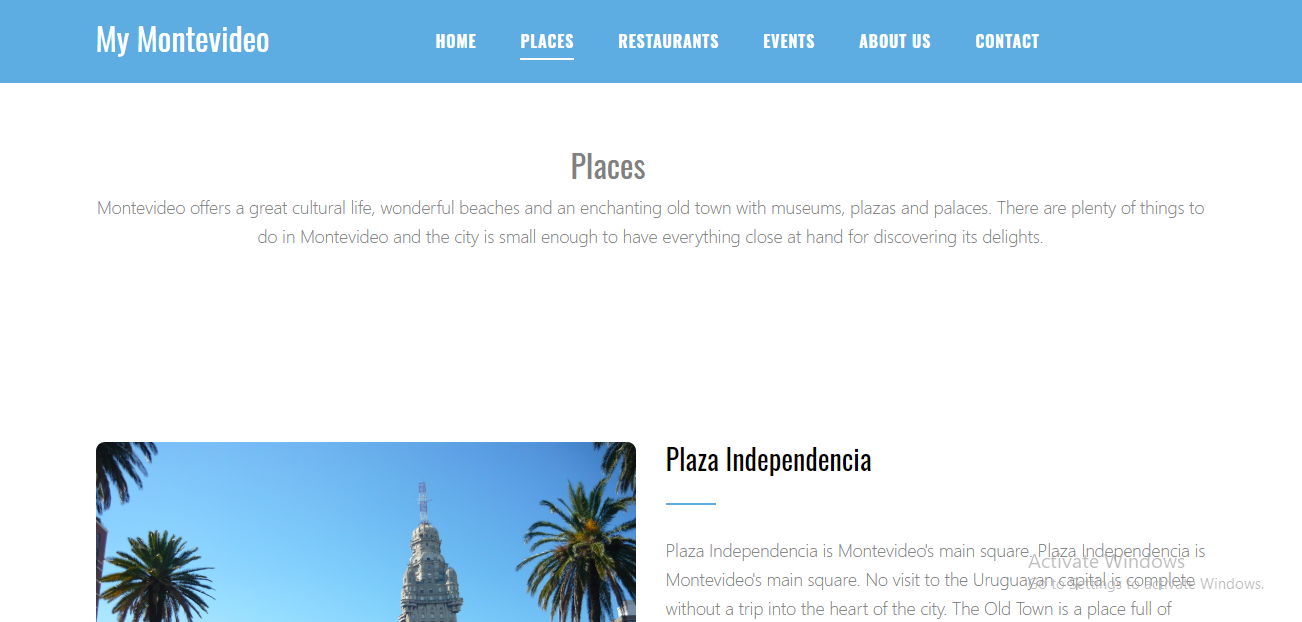 My Montevideo
HOME PLACES RESTAURANTS EVENTS ABOUT US CONTACT
Places
Montevideo offers a great cultural life, wonderful beaches and an enchanting old town with museums, plazas and palaces. There are plenty of things to
do in Montevideo and the city is small enough to have everything close at hand for discovering its delights.
Plaza Independencia
Plaza Independencia is Montevideo's main square. Plaza Independencia is
Montevideo's main square. No visit to the Uruguayan capital is complete
without a trip into the heart of the city. The Old Town is a place full of
Activate Windows
Go to Settings to activate Windows.